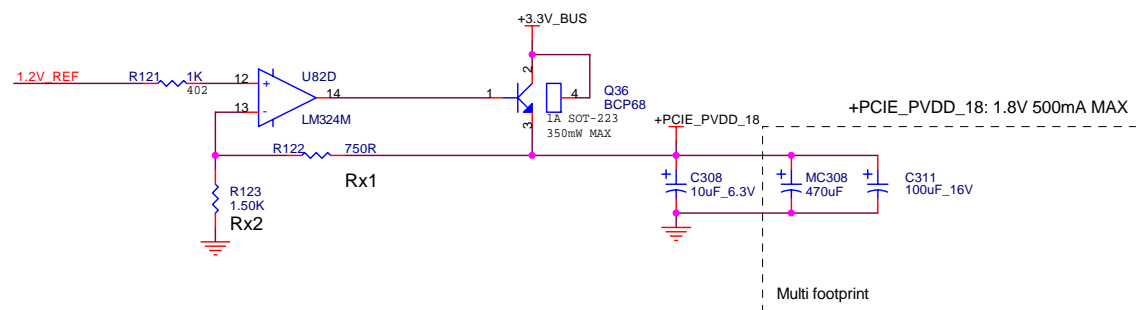 +3.3V_BUS
1.2V_REF
R121
1K
402
12
+
13
-
U82D
14
LM324M
1
2
3
4
Q36
BCP68
1A SOT-223
350mW MAX
+PCIE_PVDD_18
+PCIE_PVDD_18: 1.8V 500mA MAX
R122
750R
Rx1
R123
1.50K
Rx2
+
C308
10uF_6.3V
+
MC308
470uF
+
C311
100uF_16V
Multi footprint